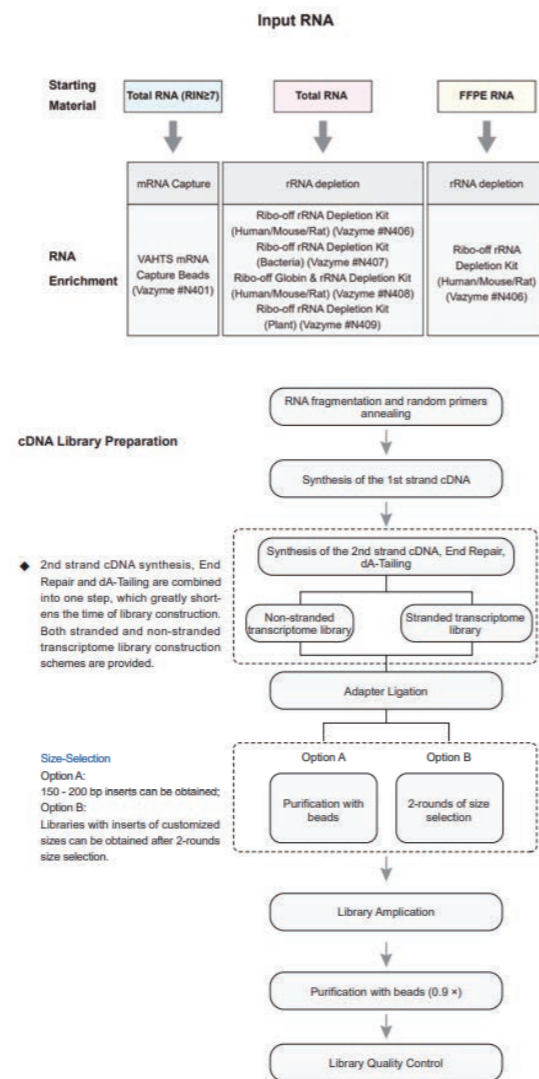 Input RNA
Starting
Material
Total RNA (RIN≥7)
Total RNA
FFPE RNA
RNA
Enrichment
mRNA Capture
VAHTS mRNA
Capture Beads
(Vazyme #N401)
rRNA depletion
Ribo-off rRNA Depletion Kit
(Human/Mouse/Rat) (Vazyme #N406)
Ribo-off rRNA Depletion Kit
(Bacteria) (Vazyme #N407)
Ribo-off Globin & rRNA Depletion Kit
(Human/Mouse/Rat) (Vazyme #N408)
Ribo-off rRNA Depletion Kit
(Plant) (Vazyme #N409)
rRNA depletion
Ribo-off rRNA
Depletion Kit
(Human/Mouse/Rat)
(Vazyme #N406)
cDNA Library Preparation
RNA fragmentation and random primers
annealing
Synthesis of the 1st strand cDNA
◆ 2nd strand cDNA synthesis, End
Repair and dA-Tailing are combined
into one step, which greatly short-
ens the time of library construction.
Both stranded and non-stranded
transcriptome library construction
schemes are provided.
Synthesis of the 2nd strand cDNA, End Repair,
dA-Tailing
Non-stranded
transcriptome library
Stranded transcriptome
library
Adapter Ligation
Size-Selection
Option A:
150 - 200 bp inserts can be obtained;
Option B:
Libraries with inserts of customized
sizes can be obtained after 2-rounds
size selection.
Option A
Purification with
beads
Option B
2-rounds of size
selection
Library Amplication
Purification with beads (0.9 ×)
Library Quality Control